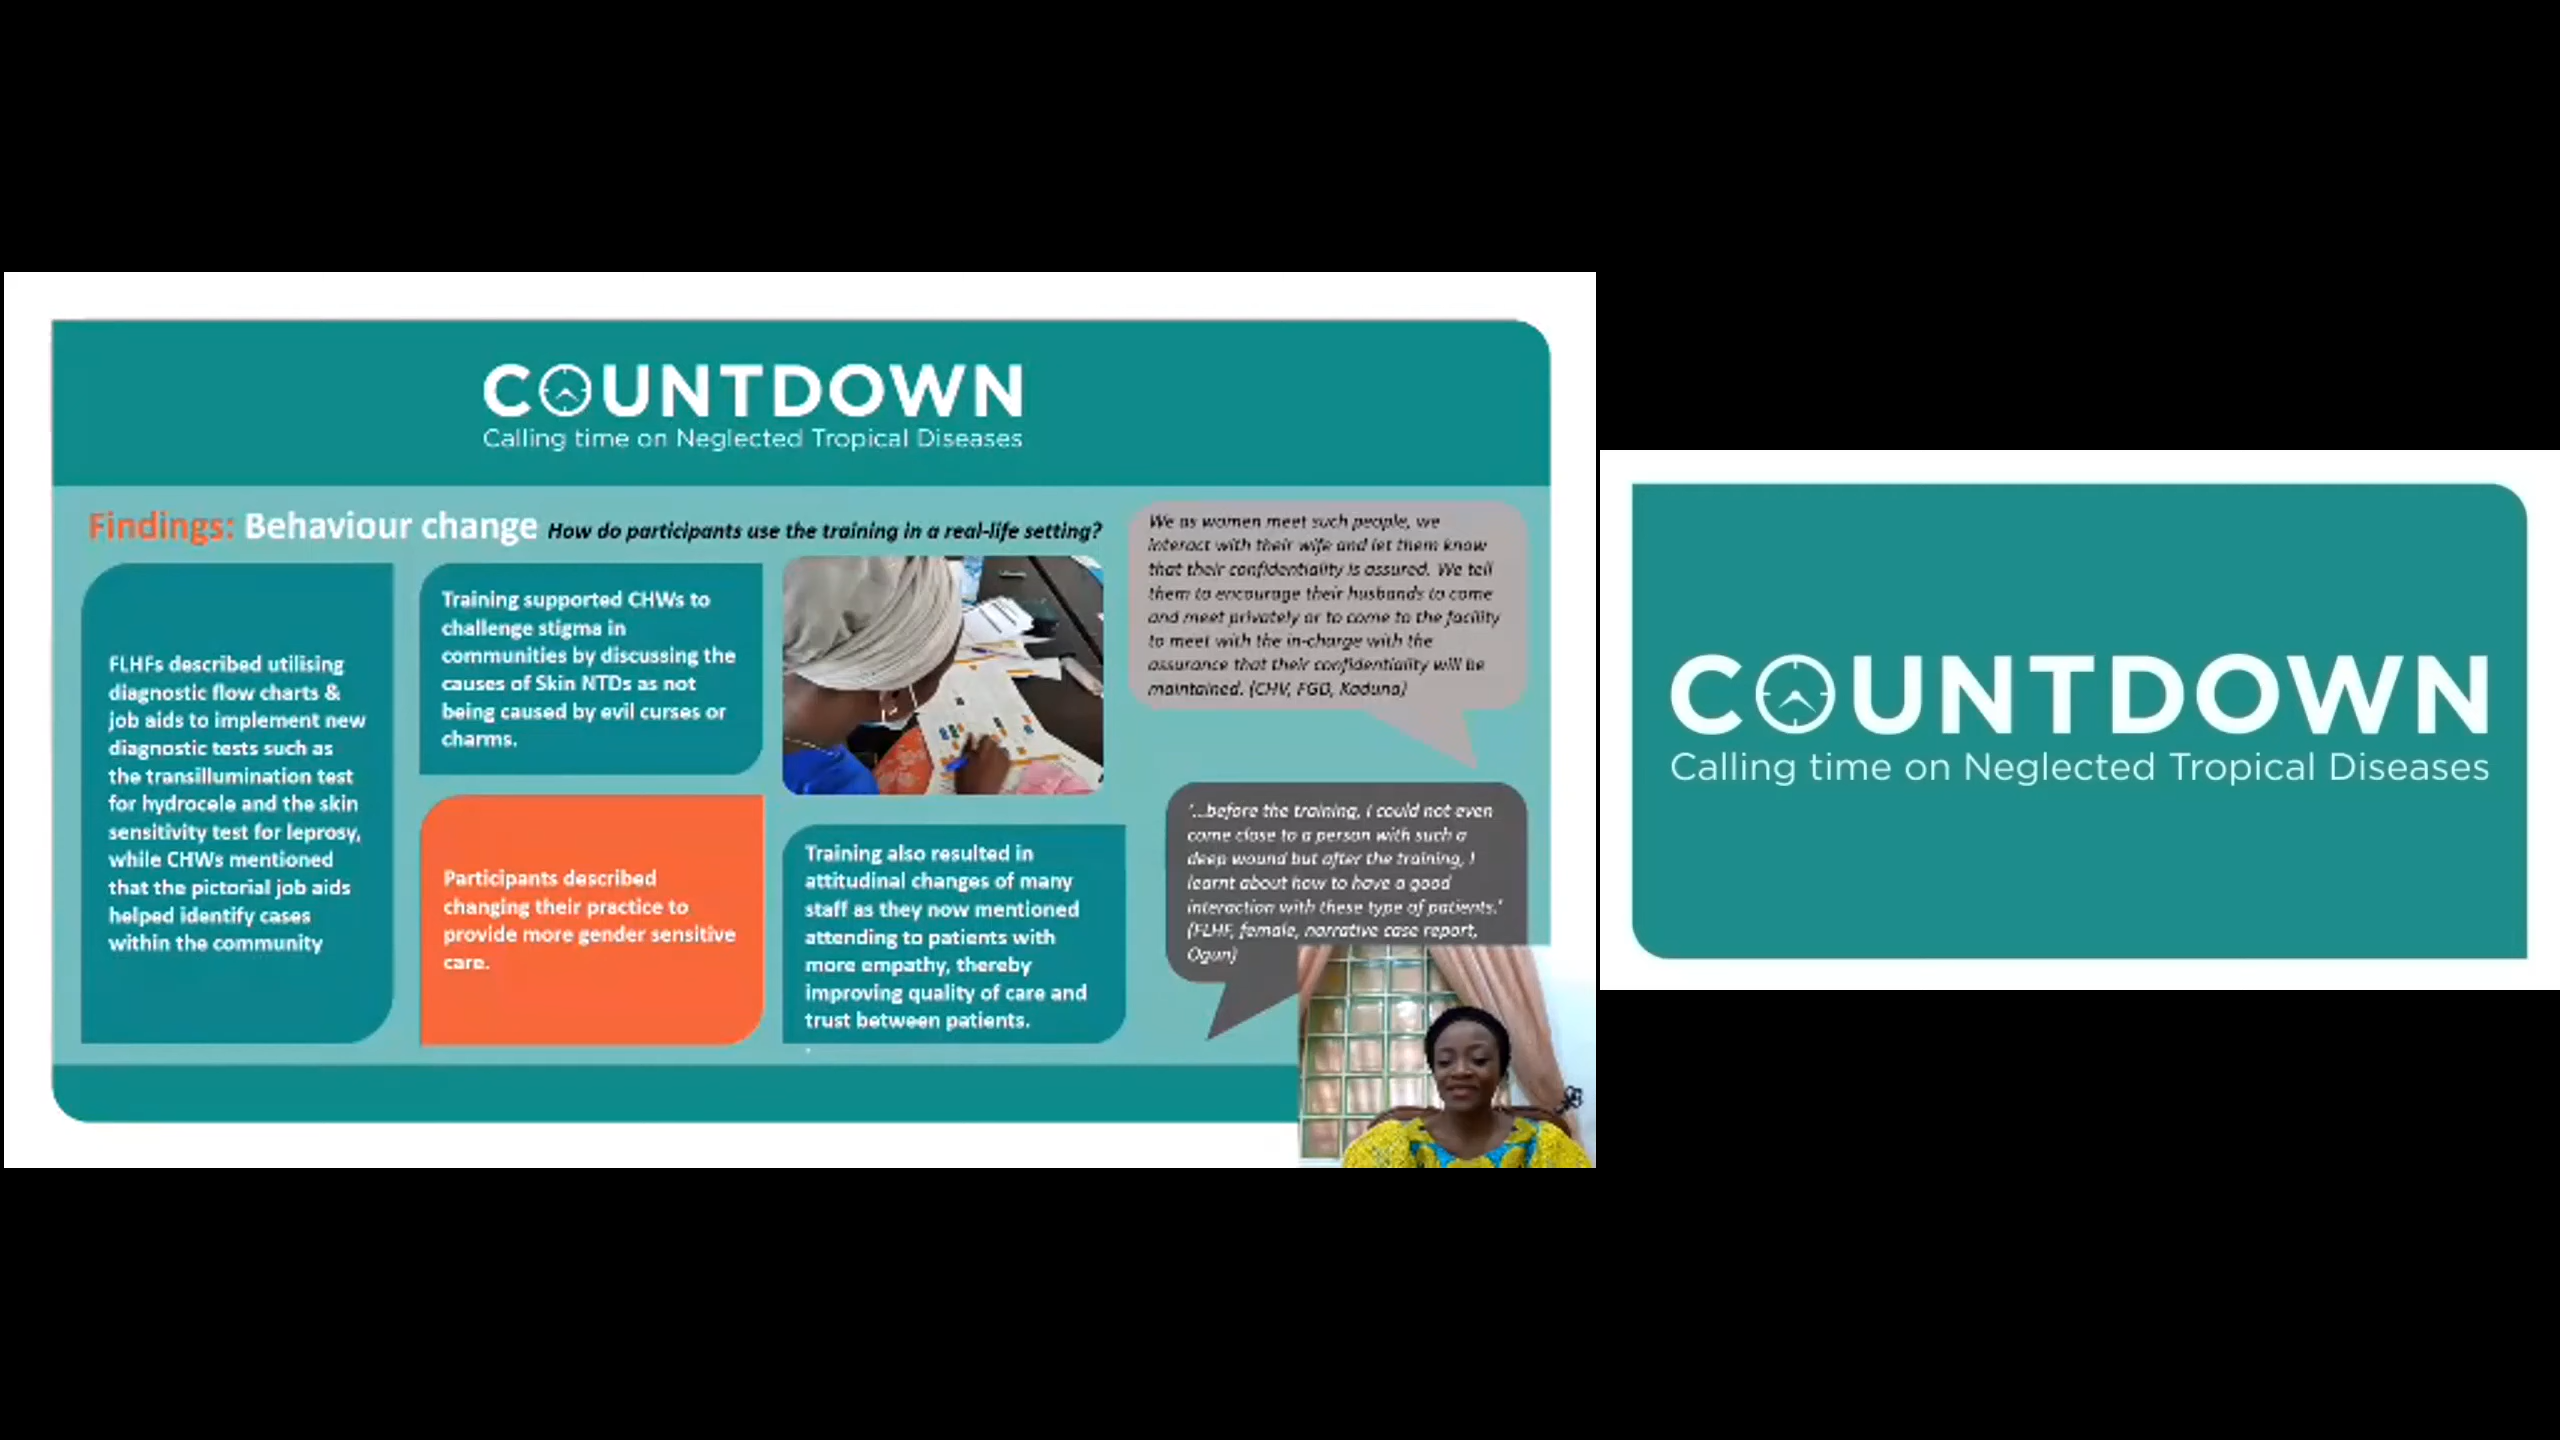 COUNTDOWN
Calling time on Neglected Tropical Diseases
Findings: Behaviour change How do participants use the training in a real-life setting?
FLHFs described utilising
diagnostic flow charts &
job aids to implement new
diagnostic tests such as
the transillumination test
for hydrocele and the skin
sensitivity test for leprosy,
while CHWs mentioned
that the pictorial job aids
helped identify cases
within the community
Training supported CHWs to
challenge stigma in
communities by discussing the
causes of Skin NTDs as not
being caused by evil curses or
charms.
Participants described
changing their practice to
provide more gender sensitive
care.
Training also resulted in
attitudinal changes of many
staff as they now mentioned
attending to patients with
more empathy, thereby
improving quality of care and
trust between patients.
.
We as women meet such people, we
interact with their wife and let them know
that their confidentiality is assured. We tell
them to encourage their husbands to come
and meet privately or to come to the facility
to meet with the in-charge with the
assurance that their confidentiality will be
maintained. (CHV, FGD, Kaduna)
'...before the training, I could not even
come close to a person with such a
deep wound but after the training, I
learnt about how to have a good
interaction with these type of patients.'
(FLHF, female, narrative case report,
Ogun)
COUNTDOWN
Calling time on Neglected Tropical Diseases